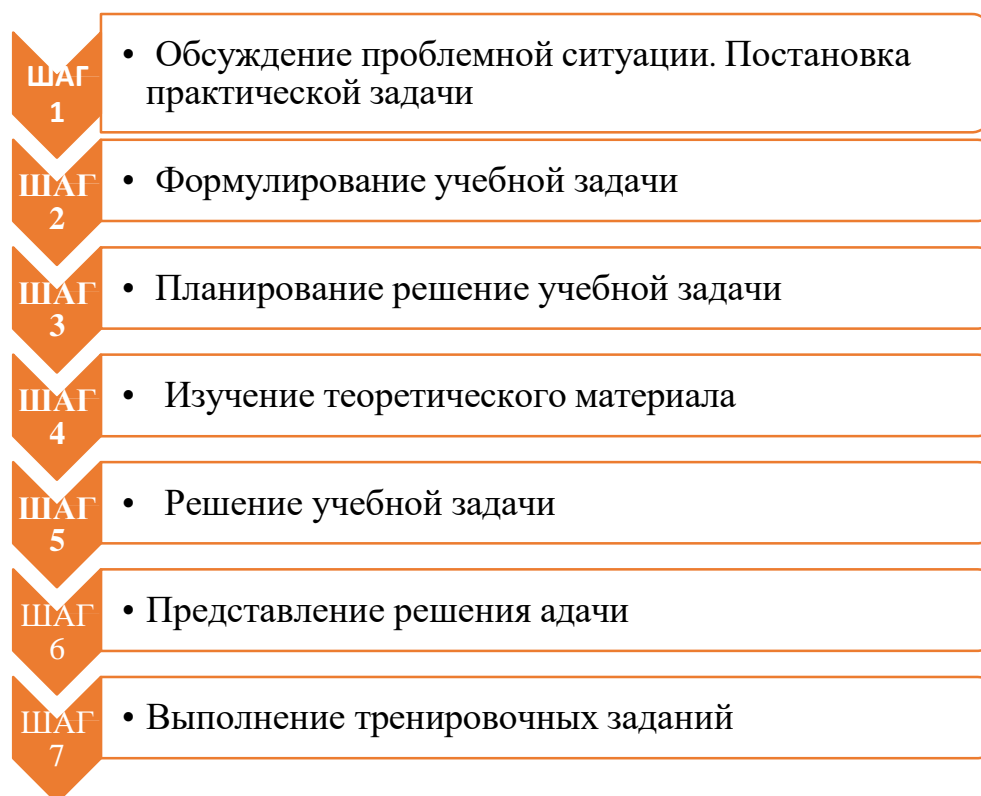 ШАГ
1
• Обсуждение проблемной ситуации. Постановка
практической задачи
ШАГ
2
• Формулирование учебной задачи
ШАГ
3
• Планирование решение учебной задачи
ШАГ
4
• Изучение теоретического материала
ШАГ
5
• Решение учебной задачи
ШАГ
6
• Представление решения адачи
ШАГ
7
• Выполнение тренировочных заданий